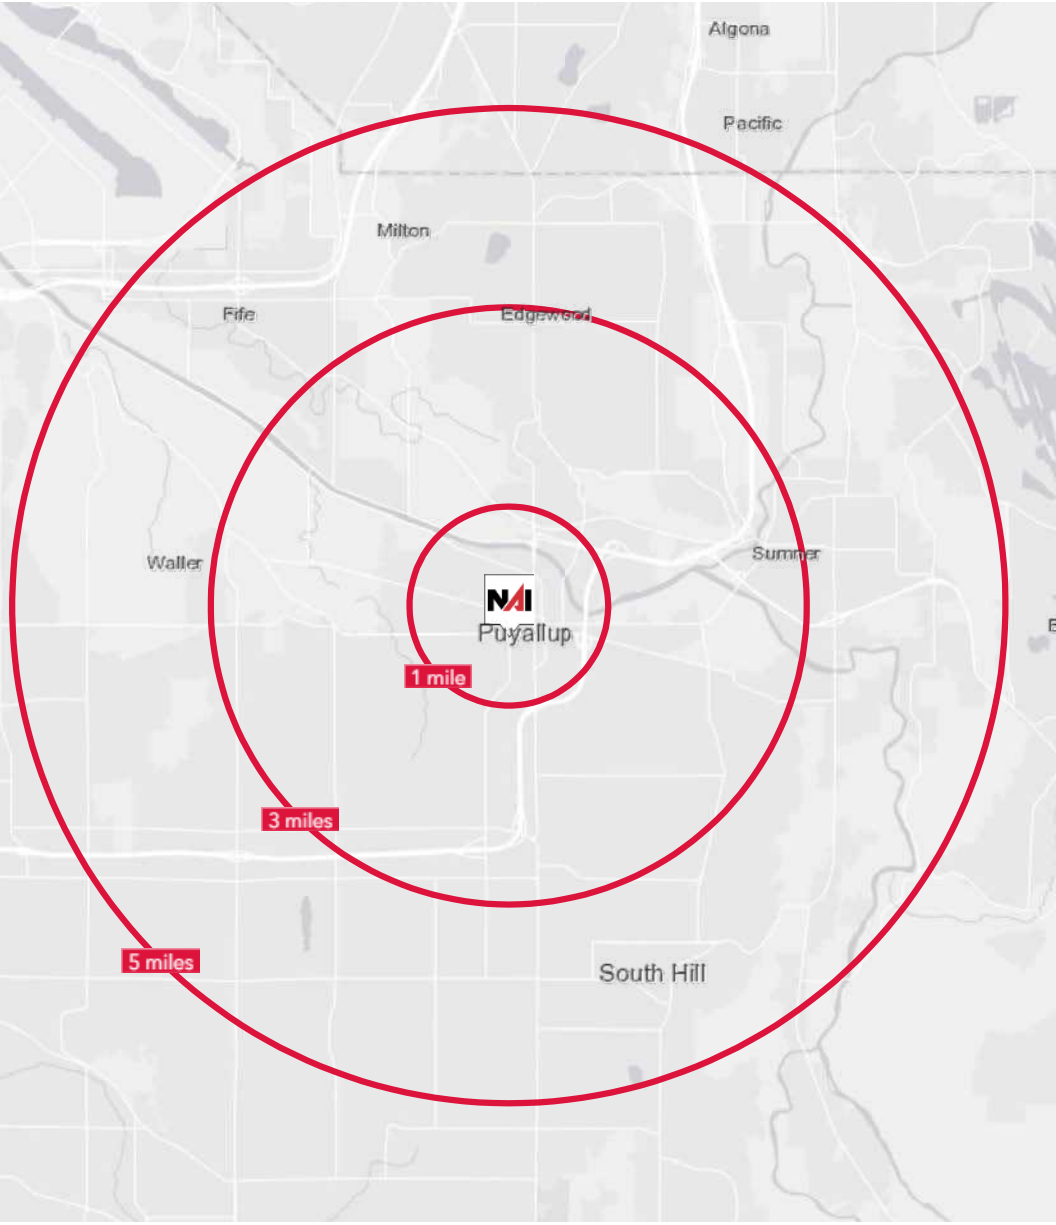 Algona
Pacific
Milton
Fife
Edgewood
Sumner
Waller
NAI
Puyallup
1 mile
3 miles
5 miles
South Hill